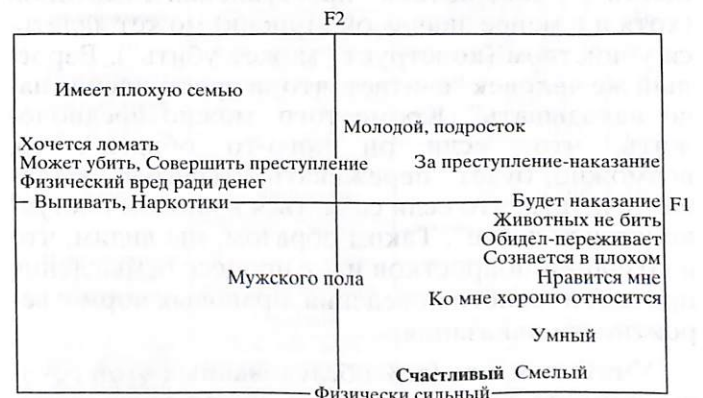 F2
Имеет плохую семью
Молодой, подросток
Хочется ломать
Может убить, Совершить преступление За преступление-наказание
Физический вред ради денег
Выпивать, Наркотики Будет наказание F1
Животных не бить
Обидел-переживает
Сознается в плохом
Мужского пола Нравится мне
Ко мне хорошо относится
Умный
Счастливый Смелый
Физически сильный